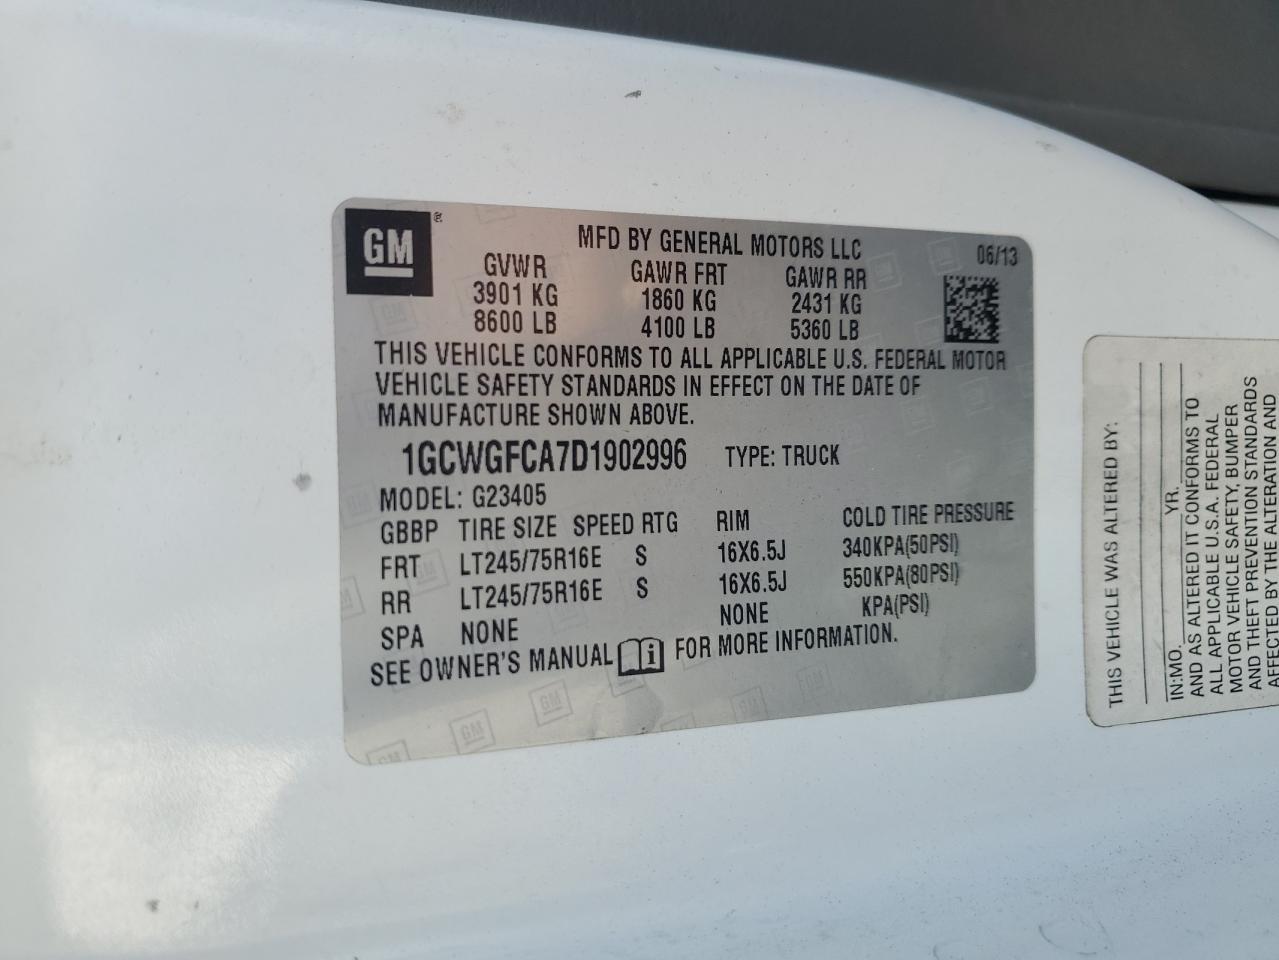 GM ®
MFD BY GENERAL MOTORS LLC 06/13
GVWR GAWR FRT GAWR RR
3901 KG 1860 KG 2431 KG
8600 LB 4100 LB 5360 LB
THIS VEHICLE CONFORMS TO ALL APPLICABLE U.S. FEDERAL MOTOR
VEHICLE SAFETY STANDARDS IN EFFECT ON THE DATE OF
MANUFACTURE SHOWN ABOVE.
1GCWGFCA7D1902996 TYPE: TRUCK
MODEL: G23405
GBBP TIRE SIZE SPEED RTG RIM COLD TIRE PRESSURE
FRT LT245/75R16E S 16X6.5J 340KPA(50PSI)
RR LT245/75R16E S 16X6.5J 550KPA(80PSI)
SPA NONE NONE KPA(PSI)
SEE OWNER'S MANUAL i FOR MORE INFORMATION.
THIS VEHICLE WAS ALTERED BY:
IN:MO. YR.
AND AS ALTERED IT CONFORMS TO
ALL APPLICABLE U.S.A. FEDERAL
MOTOR VEHICLE SAFETY, BUMPER
AND THEFT PREVENTION STANDARDS
AFFECTED BY THE ALTERATION AND